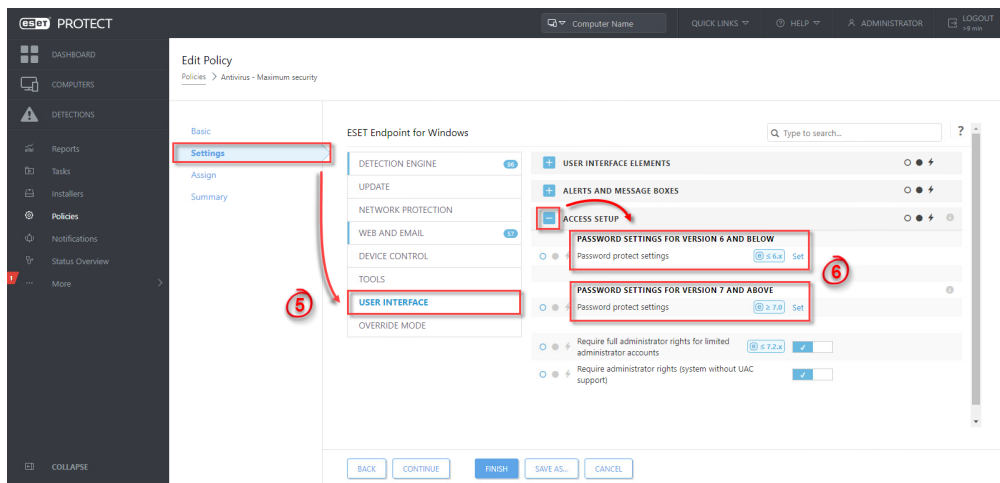 eset PROTECT
Computer Name
QUICK LINKS
HELP
ADMINISTRATOR
LOGOUT
>9 min
DASHBOARD
COMPUTERS
DETECTIONS
Reports
Tasks
Installers
Policies
Notifications
Status Overview
1
More
COLLAPSE
Edit Policy
Policies > Antivirus - Maximum security
Basic
Settings
Assign
Summary
ESET Endpoint for Windows
Type to search...
?
DETECTION ENGINE 96
UPDATE
NETWORK PROTECTION
WEB AND EMAIL 57
DEVICE CONTROL
TOOLS
USER INTERFACE
OVERRIDE MODE
5
USER INTERFACE ELEMENTS
ALERTS AND MESSAGE BOXES
ACCESS SETUP
PASSWORD SETTINGS FOR VERSION 6 AND BELOW
Password protect settings ≤ 6.x Set
6
PASSWORD SETTINGS FOR VERSION 7 AND ABOVE
Password protect settings ≥ 7.0 Set
Require full administrator rights for limited
administrator accounts
≤ 7.2.x
Require administrator rights (system without UAC
support)
BACK
CONTINUE
FINISH
SAVE AS...
CANCEL